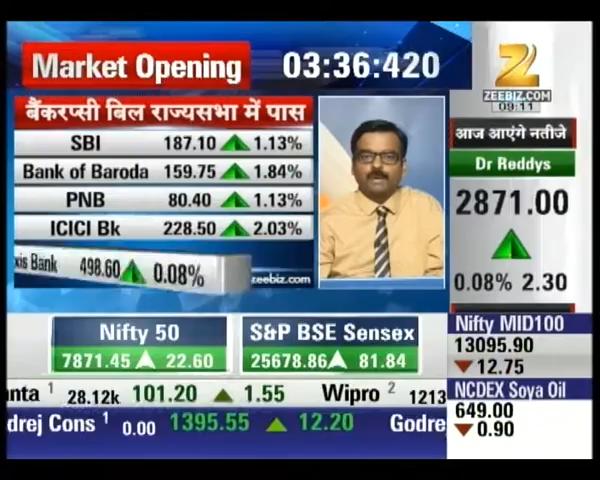 Market Opening
03:36:420
ZEEBIZ.COM
09:11
बैंकरप्सी बिल राज्यसभा में पास
SBI 187.10 1.13%
Bank of Baroda 159.75 1.84%
PNB 80.40 1.13%
ICICI Bk 228.50 2.03%
xis Bank 498.60 0.08%
zeebiz.com
आज आएंगे नतीजे
Dr Reddys
2871.00
0.08% 2.30
Nifty 50
7871.45 22.60
S&P BSE Sensex
25678.86 81.84
Nifty MID100
13095.90
12.75
NCDEX Soya Oil
649.00
0.90
anta 1 28.12k 101.20 1.55 Wipro 2 1213
drej Cons 1 0.00 1395.55 12.20 Godre